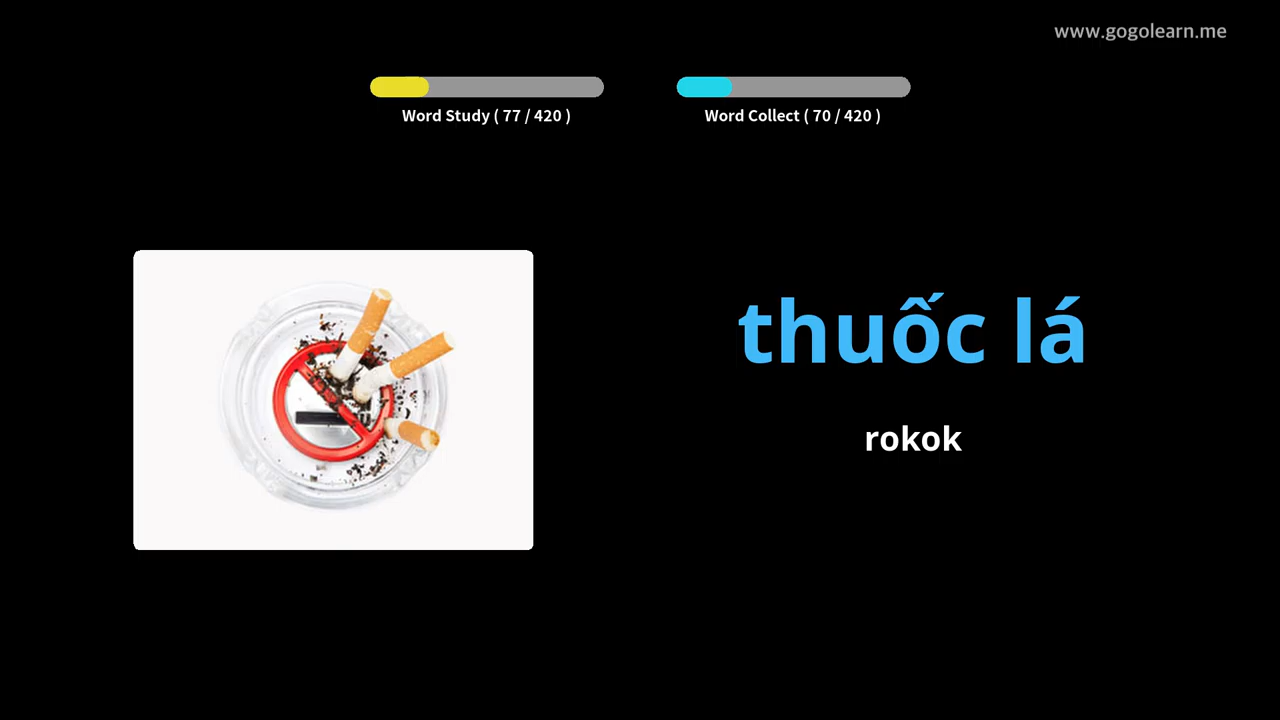 www.gogolearn.me
Word Study ( 77 / 420 )
Word Collect ( 70 / 420 )
thuốc lá
rokok